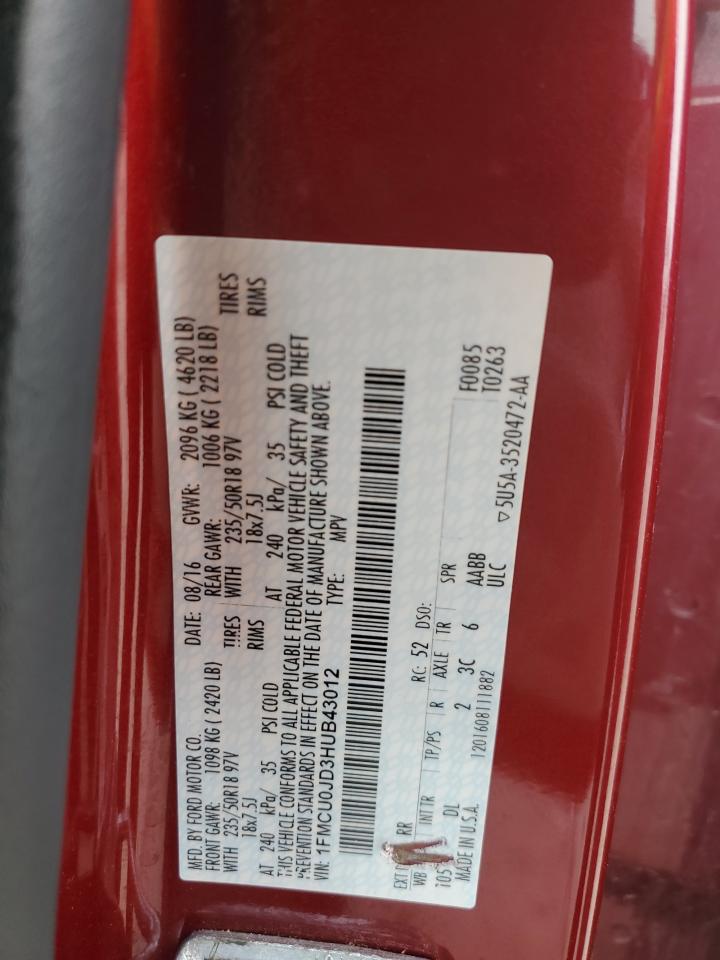 MFD. BY FORD MOTOR CO.
DATE: 08/16 GVWR: 2096 KG ( 4620 LB)
FRONT GAWR: 1098 KG ( 2420 LB) REAR GAWR: 1006 KG ( 2218 LB)
WITH 235/50R18 97V TIRES WITH 235/50R18 97V TIRES
18x7.5J RIMS 18x7.5J RIMS
AT 240 kPa/ 35 PSI COLD AT 240 kPa/ 35 PSI COLD
THIS VEHICLE CONFORMS TO ALL APPLICABLE FEDERAL MOTOR VEHICLE SAFETY AND THEFT
PREVENTION STANDARDS IN EFFECT ON THE DATE OF MANUFACTURE SHOWN ABOVE.
VIN: 1FMCU0JD3HUB43012 TYPE: MPV
EXT RR RC: 52 DSO: F0085
T0263
WB INT TR TP/PS R AXLE TR SPR
105 DL 2 3C 6 AABB
ULC
MADE IN U.S.A. 1201608111882 5U5A-3520472-AA